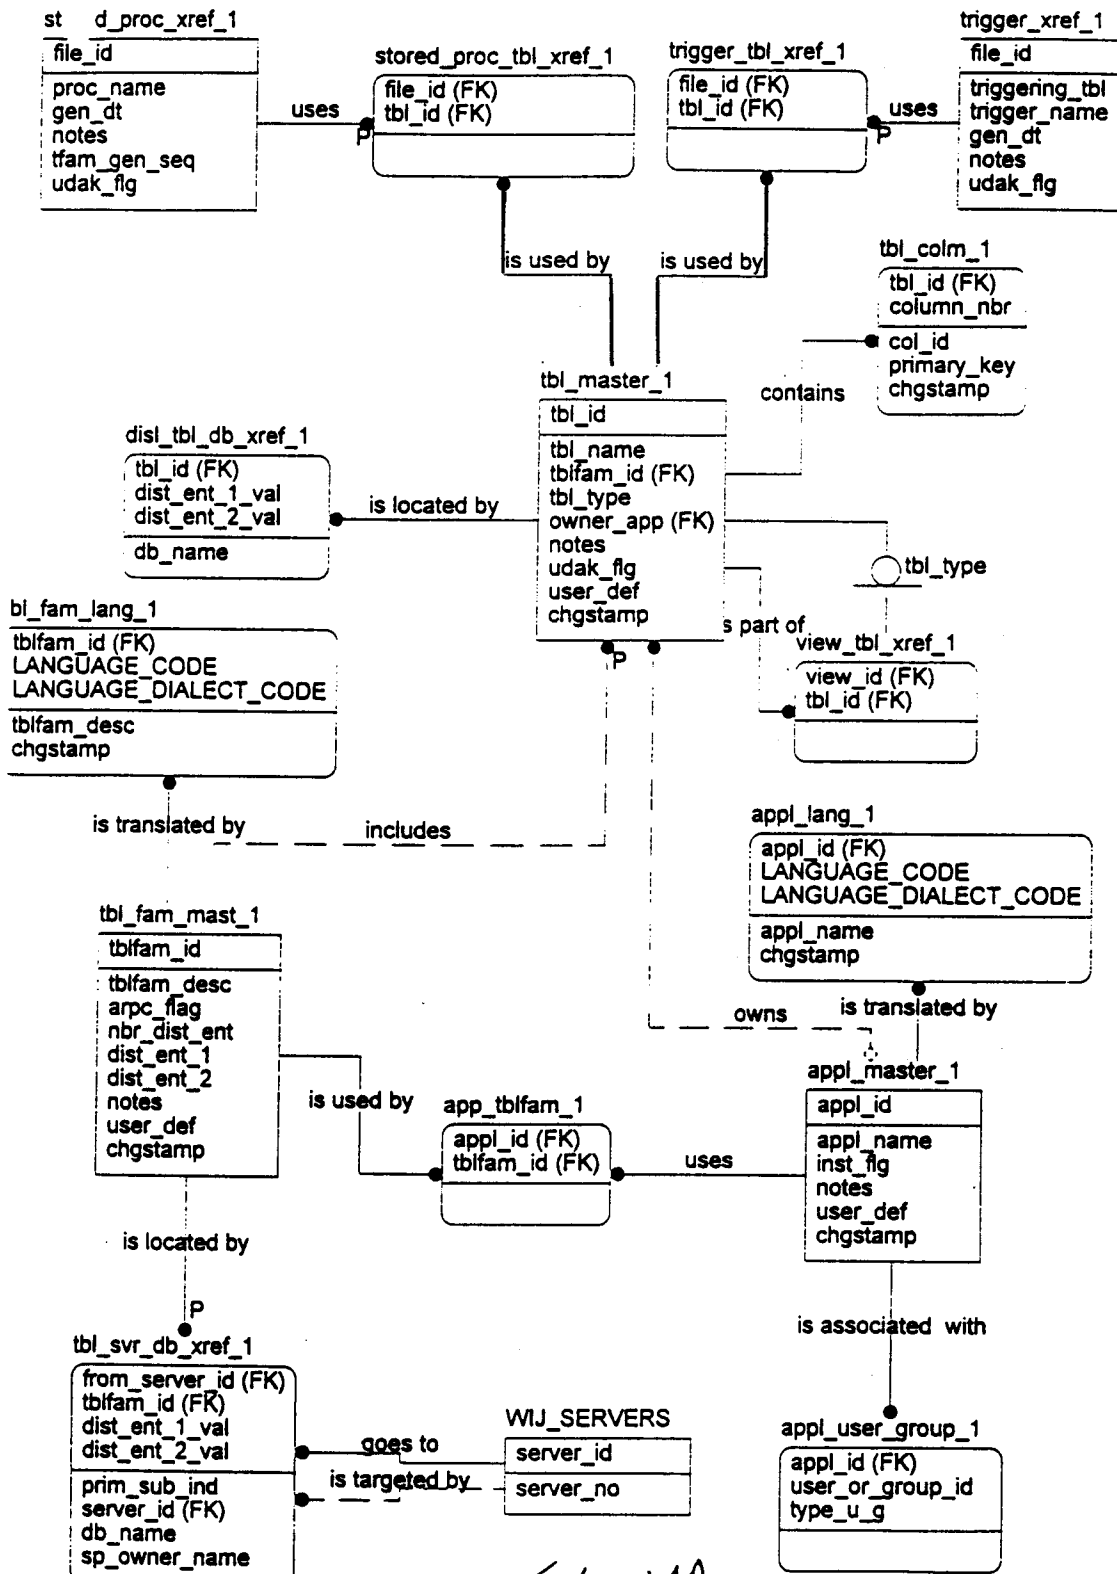 st d_proc_xref_1
file_id
proc_name
gen_dt
notes
tfam_gen_seq
udak_flg
uses
P
stored_proc_tbl_xref_1
file_id (FK)
tbl_id (FK)
trigger_tbl_xref_1
file_id (FK)
tbl_id (FK)
uses
P
trigger_xref_1
file_id
triggering_tbl
trigger_name
gen_dt
notes
udak_flg
is used by
is used by
tbl_colm_1
tbl_id (FK)
column_nbr
col_id
primary_key
chgstamp
contains
tbl_master_1
tbl_id
tbl_name
tblfam_id (FK)
tbl_type
owner_app (FK)
notes
udak_flg
user_def
chgstamp
disl_tbl_db_xref_1
tbl_id (FK)
dist_ent_1_val
dist_ent_2_val
db_name
is located by
tbl_type
s part of
view_tbl_xref_1
view_id (FK)
tbl_id (FK)
P
bl_fam_lang_1
tblfam_id (FK)
LANGUAGE_CODE
LANGUAGE_DIALECT_CODE
tblfam_desc
chgstamp
is translated by
includes
appl_lang_1
appl_id (FK)
LANGUAGE_CODE
LANGUAGE_DIALECT_CODE
appl_name
chgstamp
owns
is translated by
tbl_fam_mast_1
tblfam_id
tblfam_desc
arpc_flag
nbr_dist_ent
dist_ent_1
dist_ent_2
notes
user_def
chgstamp
is used by
app_tblfam_1
appl_id (FK)
tblfam_id (FK)
uses
appl_master_1
appl_id
appl_name
inst_flg
notes
user_def
chgstamp
is located by
P
is associated with
tbl_svr_db_xref_1
from_server_id (FK)
tblfam_id (FK)
dist_ent_1_val
dist_ent_2_val
prim_sub_ind
server_id (FK)
db_name
sp_owner_name
goes to
is targeted by
WIJ_SERVERS
server_id
server_no
appl_user_group_1
appl_id (FK)
user_or_group_id
type_u_g